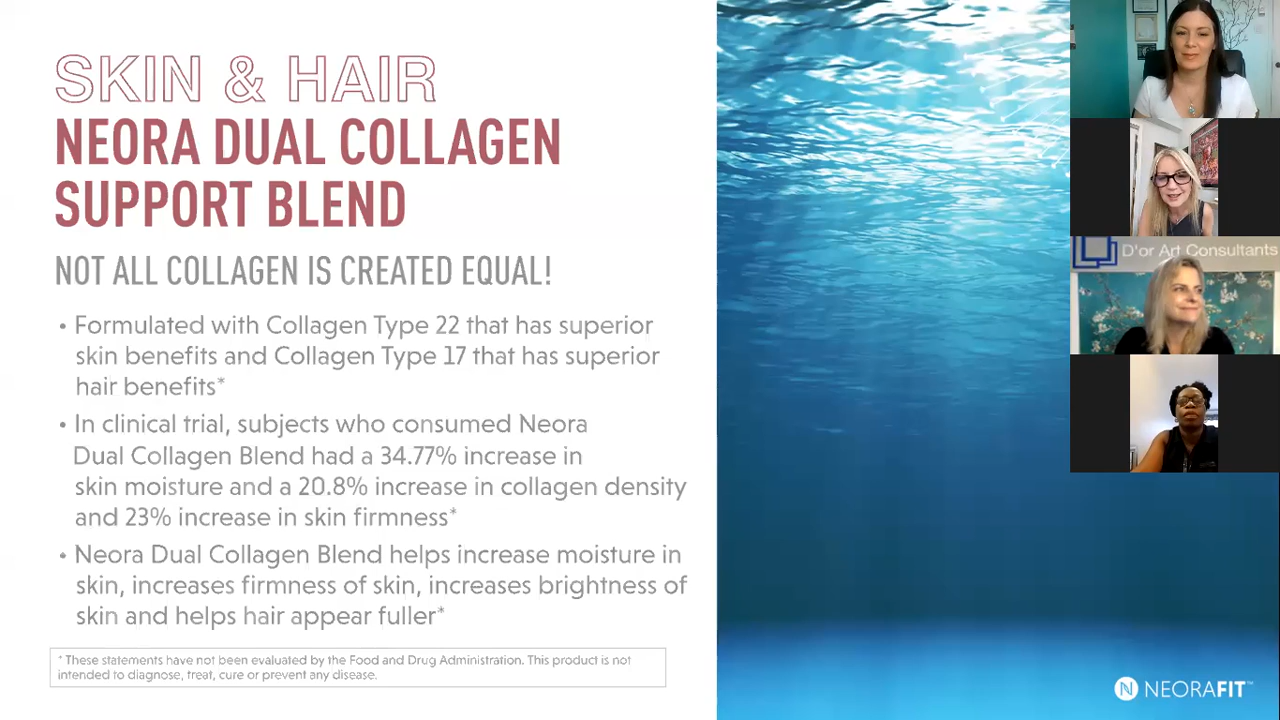 SKIN & HAIR
NEORA DUAL COLLAGEN
SUPPORT BLEND
NOT ALL COLLAGEN IS CREATED EQUAL!
• Formulated with Collagen Type 22 that has superior
skin benefits and Collagen Type 17 that has superior
hair benefits*
• In clinical trial, subjects who consumed Neora
Dual Collagen Blend had a 34.77% increase in
skin moisture and a 20.8% increase in collagen density
and 23% increase in skin firmness*
• Neora Dual Collagen Blend helps increase moisture in
skin, increases firmness of skin, increases brightness of
skin and helps hair appear fuller*
* These statements have not been evaluated by the Food and Drug Administration. This product is not
intended to diagnose, treat, cure or prevent any disease.
D'or Art Consultants
N NEORAFIT™